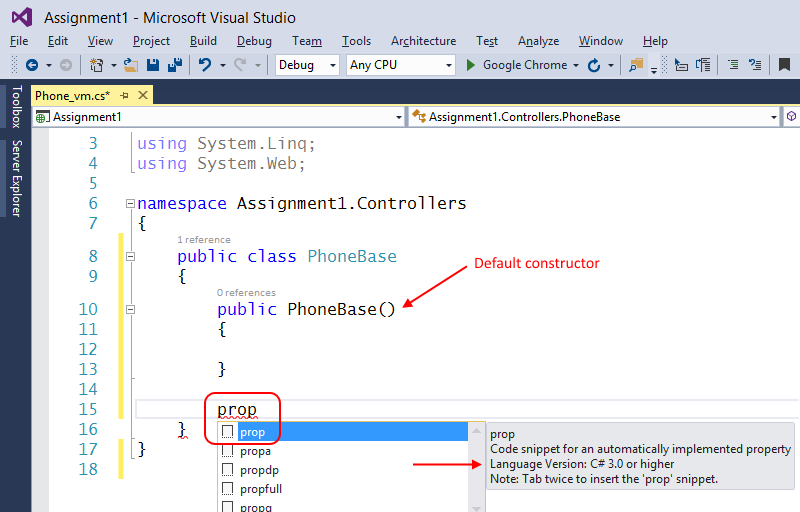 Assignment1 - Microsoft Visual Studio
File Edit View Project Build Debug Team Tools Architecture Test Analyze Window Help
Debug Any CPU Google Chrome
Toolbox
Server Explorer
Phone_vm.cs*
Assignment1 Assignment1.Controllers.PhoneBase
3 using System.Linq;
4 using System.Web;
5
6 namespace Assignment1.Controllers
7 {
1 reference
8 public class PhoneBase
Default constructor
9 {
0 references
10 public PhoneBase()
11 {
12
13 }
14
15 prop
16 }
17 }
18
prop
propa
propdp
propfull
propg
prop
Code snippet for an automatically implemented property
Language Version: C# 3.0 or higher
Note: Tab twice to insert the 'prop' snippet.